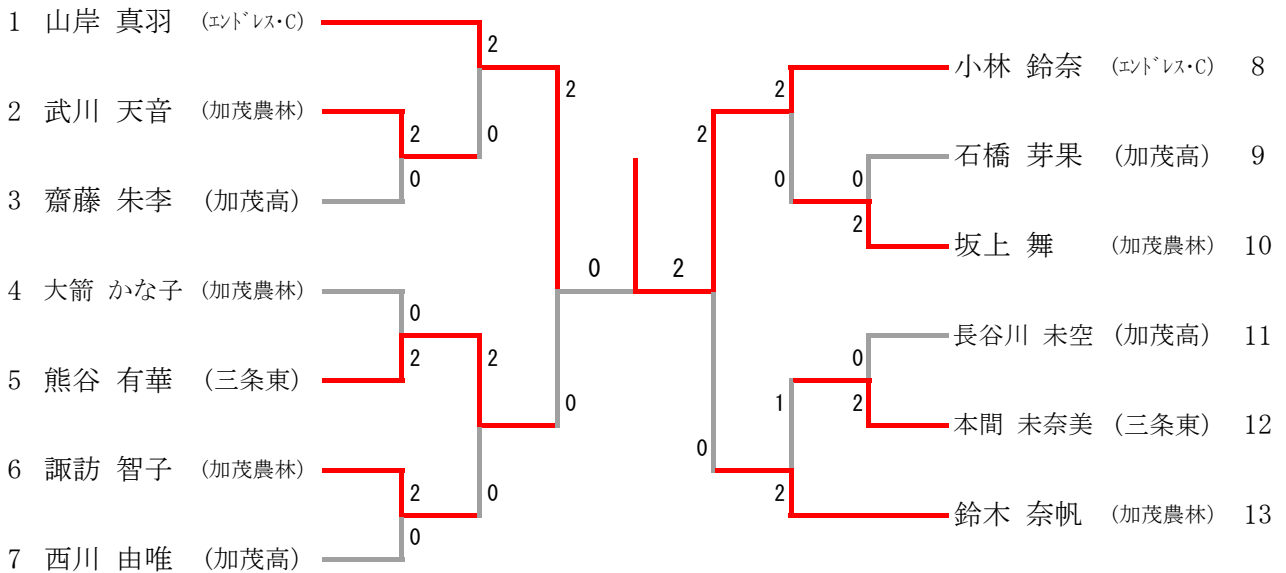 1 山岸 真羽 (ｴﾝﾄﾞﾚｽ･C)
2 武川 天音 (加茂農林)
3 齋藤 朱李 (加茂高)
4 大箭 かな子 (加茂農林)
5 熊谷 有華 (三条東)
6 諏訪 智子 (加茂農林)
7 西川 由唯 (加茂高)
2
0
2
0
2
0
2
2
0
2
0
0
0
2
小林 鈴奈 (ｴﾝﾄﾞﾚｽ･C) 8
石橋 芽果 (加茂高) 9
坂上 舞 (加茂農林) 10
長谷川 未空 (加茂高) 11
本間 未奈美 (三条東) 12
鈴木 奈帆 (加茂農林) 13
2
2
0
0
2
0
1
2
0
2